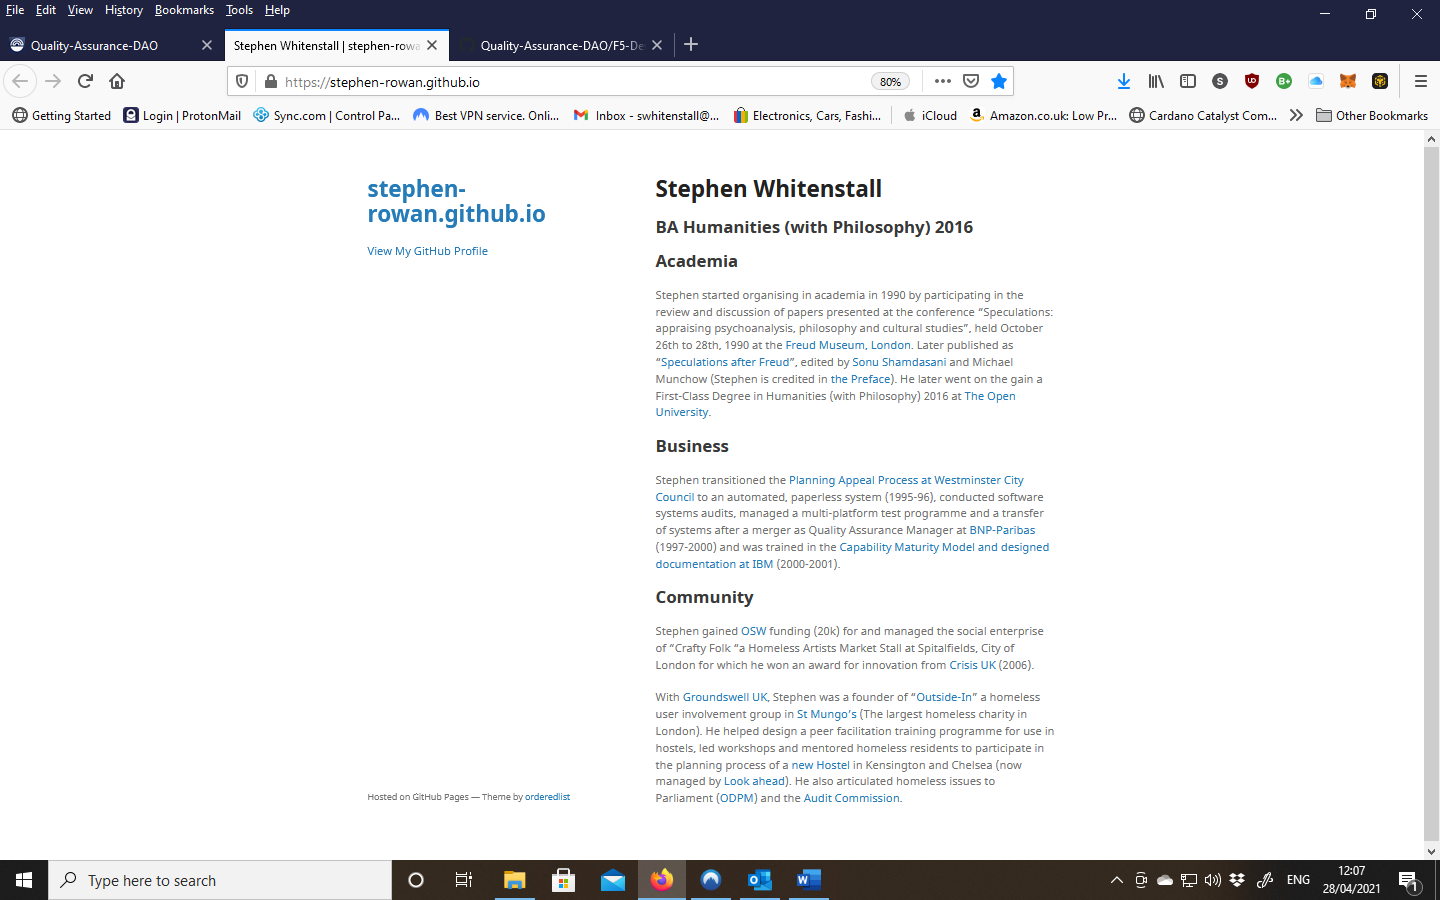 File Edit View History Bookmarks Tools Help
Quality-Assurance-DAO
Stephen Whitenstall | stephen-rowa
Quality-Assurance-DAO/F5-De
https://stephen-rowan.github.io
80%
Getting Started
Login | ProtonMail
Sync.com | Control Pa...
Best VPN service. Onli...
Inbox - swhitenstall@...
Electronics, Cars, Fashi...
iCloud
Amazon.co.uk: Low Pr...
Cardano Catalyst Com...
Other Bookmarks
stephen-
rowan.github.io
View My GitHub Profile
Stephen Whitenstall
BA Humanities (with Philosophy) 2016
Academia
Stephen started organising in academia in 1990 by participating in the
review and discussion of papers presented at the conference “Speculations:
appraising psychoanalysis, philosophy and cultural studies”, held October
26th to 28th, 1990 at the Freud Museum, London. Later published as
“Speculations after Freud”, edited by Sonu Shamdasani and Michael
Munchow (Stephen is credited in the Preface). He later went on the gain a
First-Class Degree in Humanities (with Philosophy) 2016 at The Open
University.
Business
Stephen transitioned the Planning Appeal Process at Westminster City
Council to an automated, paperless system (1995-96), conducted software
systems audits, managed a multi-platform test programme and a transfer
of systems after a merger as Quality Assurance Manager at BNP-Paribas
(1997-2000) and was trained in the Capability Maturity Model and designed
documentation at IBM (2000-2001).
Community
Stephen gained OSW funding (20k) for and managed the social enterprise
of “Crafty Folk “a Homeless Artists Market Stall at Spitalfields, City of
London for which he won an award for innovation from Crisis UK (2006).
With Groundswell UK, Stephen was a founder of “Outside-In” a homeless
user involvement group in St Mungo's (The largest homeless charity in
London). He helped design a peer facilitation training programme for use in
hostels, led workshops and mentored homeless residents to participate in
the planning process of a new Hostel in Kensington and Chelsea (now
managed by Look ahead). He also articulated homeless issues to
Parliament (ODPM) and the Audit Commission.
Hosted on GitHub Pages — Theme by orderedlist
Type here to search
ENG
12:07
28/04/2021
1